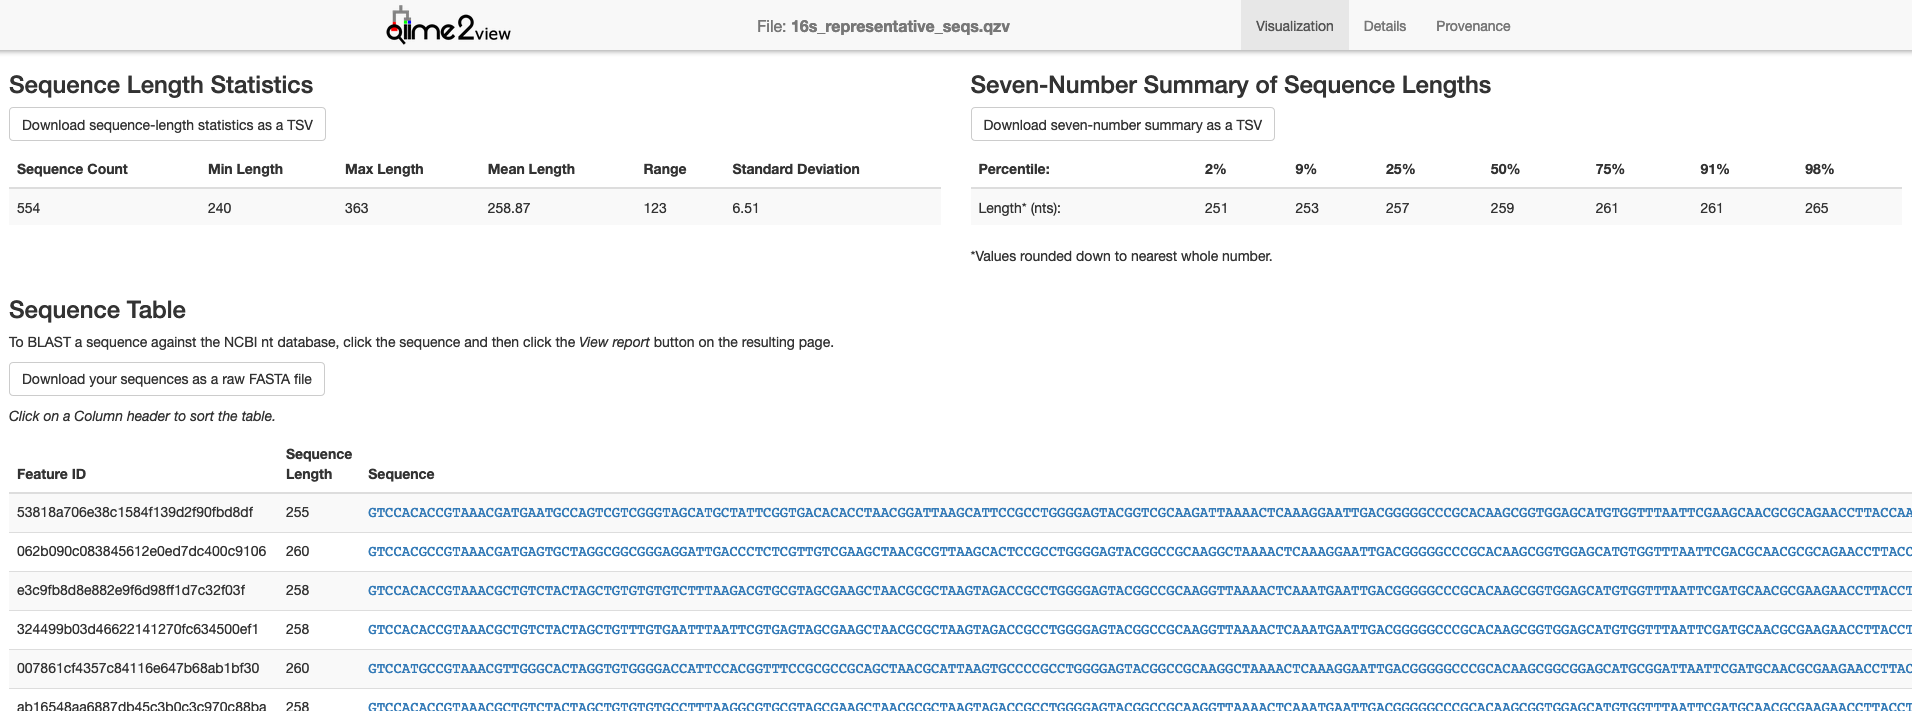 qiime2view
File: 16s_representative_seqs.qzv
Visualization
Details
Provenance
Sequence Length Statistics
Download sequence-length statistics as a TSV
Sequence Count Min Length Max Length Mean Length Range Standard Deviation
554 240 363 258.87 123 6.51
Seven-Number Summary of Sequence Lengths
Download seven-number summary as a TSV
Percentile: 2% 9% 25% 50% 75% 91% 98%
Length* (nts): 251 253 257 259 261 261 265
*Values rounded down to nearest whole number.
Sequence Table
To BLAST a sequence against the NCBI nt database, click the sequence and then click the View report button on the resulting page.
Download your sequences as a raw FASTA file
Click on a Column header to sort the table.
Feature ID Sequence Length Sequence
53818a706e38c1584f139d2f90fbd8df 255 GTCCACACCGTAAACGATGAATGCCAGTCGTCGGGTAGCATGCTATTCGGTGACACACCTAACGGATTAAGCATTCCGCCTGGGGAGTACGGTCGCAAGATTAAAACTCAAAGGAATTGACGGGGGCCCGCACAAGCGGTGGAGCATGTGGTTTAATTCGAAGCAACGCGCAGAACCTTACCAA
062b090c083845612e0ed7dc400c9106 260 GTCCACGCCGTAAACGATGAGTGCTAGGCGGCGGGAGGATTGACCCTCTCGTTGTCGAAGCTAACGCGTTAAGCACTCCGCCTGGGGAGTACGGCCGCAAGGCTAAAACTCAAAGGAATTGACGGGGGCCCGCACAAGCGGTGGAGCATGTGGTTTAATTCGACGCAACGCGCAGAACCTTACC
e3c9fb8d8e882e9f6d98ff1d7c32f03f 258 GTCCACACCGTAAACGCTGTCTACTAGCTGTGTGTGTCTTTAAGACGTGCGTAGCGAAGCTAACGCGCTAAGTAGACCGCCTGGGGAGTACGGCCGCAAGGTTAAAACTCAAATGAATTGACGGGGGCCCGCACAAGCGGTGGAGCATGTGGTTTAATTCGATGCAACGCGAAGAACCTTACCT
324499b03d46622141270fc634500ef1 258 GTCCACACCGTAAACGCTGTCTACTAGCTGTTTGTGAATTTAATTCGTGAGTAGCGAAGCTAACGCGCTAAGTAGACCGCCTGGGGAGTACGGCCGCAAGGTTAAAACTCAAATGAATTGACGGGGGCCCGCACAAGCGGTGGAGCATGTGGTTTAATTCGATGCAACGCGAAGAACCTTACCT
007861cf4357c84116e647b68ab1bf30 260 GTCCATGCCGTAAACGTTGGGCACTAGGTGTGGGGACCATTCCACGGTTTCCGCGCCGCAGCTAACGCATTAAGTGCCCCGCCTGGGGAGTACGGCCGCAAGGCTAAAACTCAAAGGAATTGACGGGGGCCCGCACAAGCGGCGGAGCATGCGGATTAATTCGATGCAACGCGAAGAACCTTAC
ab16548aa6887db45c3b0c3c970c88ba 258 GTCCACACCGTAAACGCTGTCTACTAGCTGTGTGTGCCTTTAAGGCGTGCGTAGCGAAGCTAACGCGCTAAGTAGACCGCCTGGGGAGTACGGCCGCAAGGTTAAAACTCAAATGAATTGACGGGGGCCCGCACAAGCGGTGGAGCATGTGGTTTAATTCGATGCAACGCGAAGAACCTTACCT